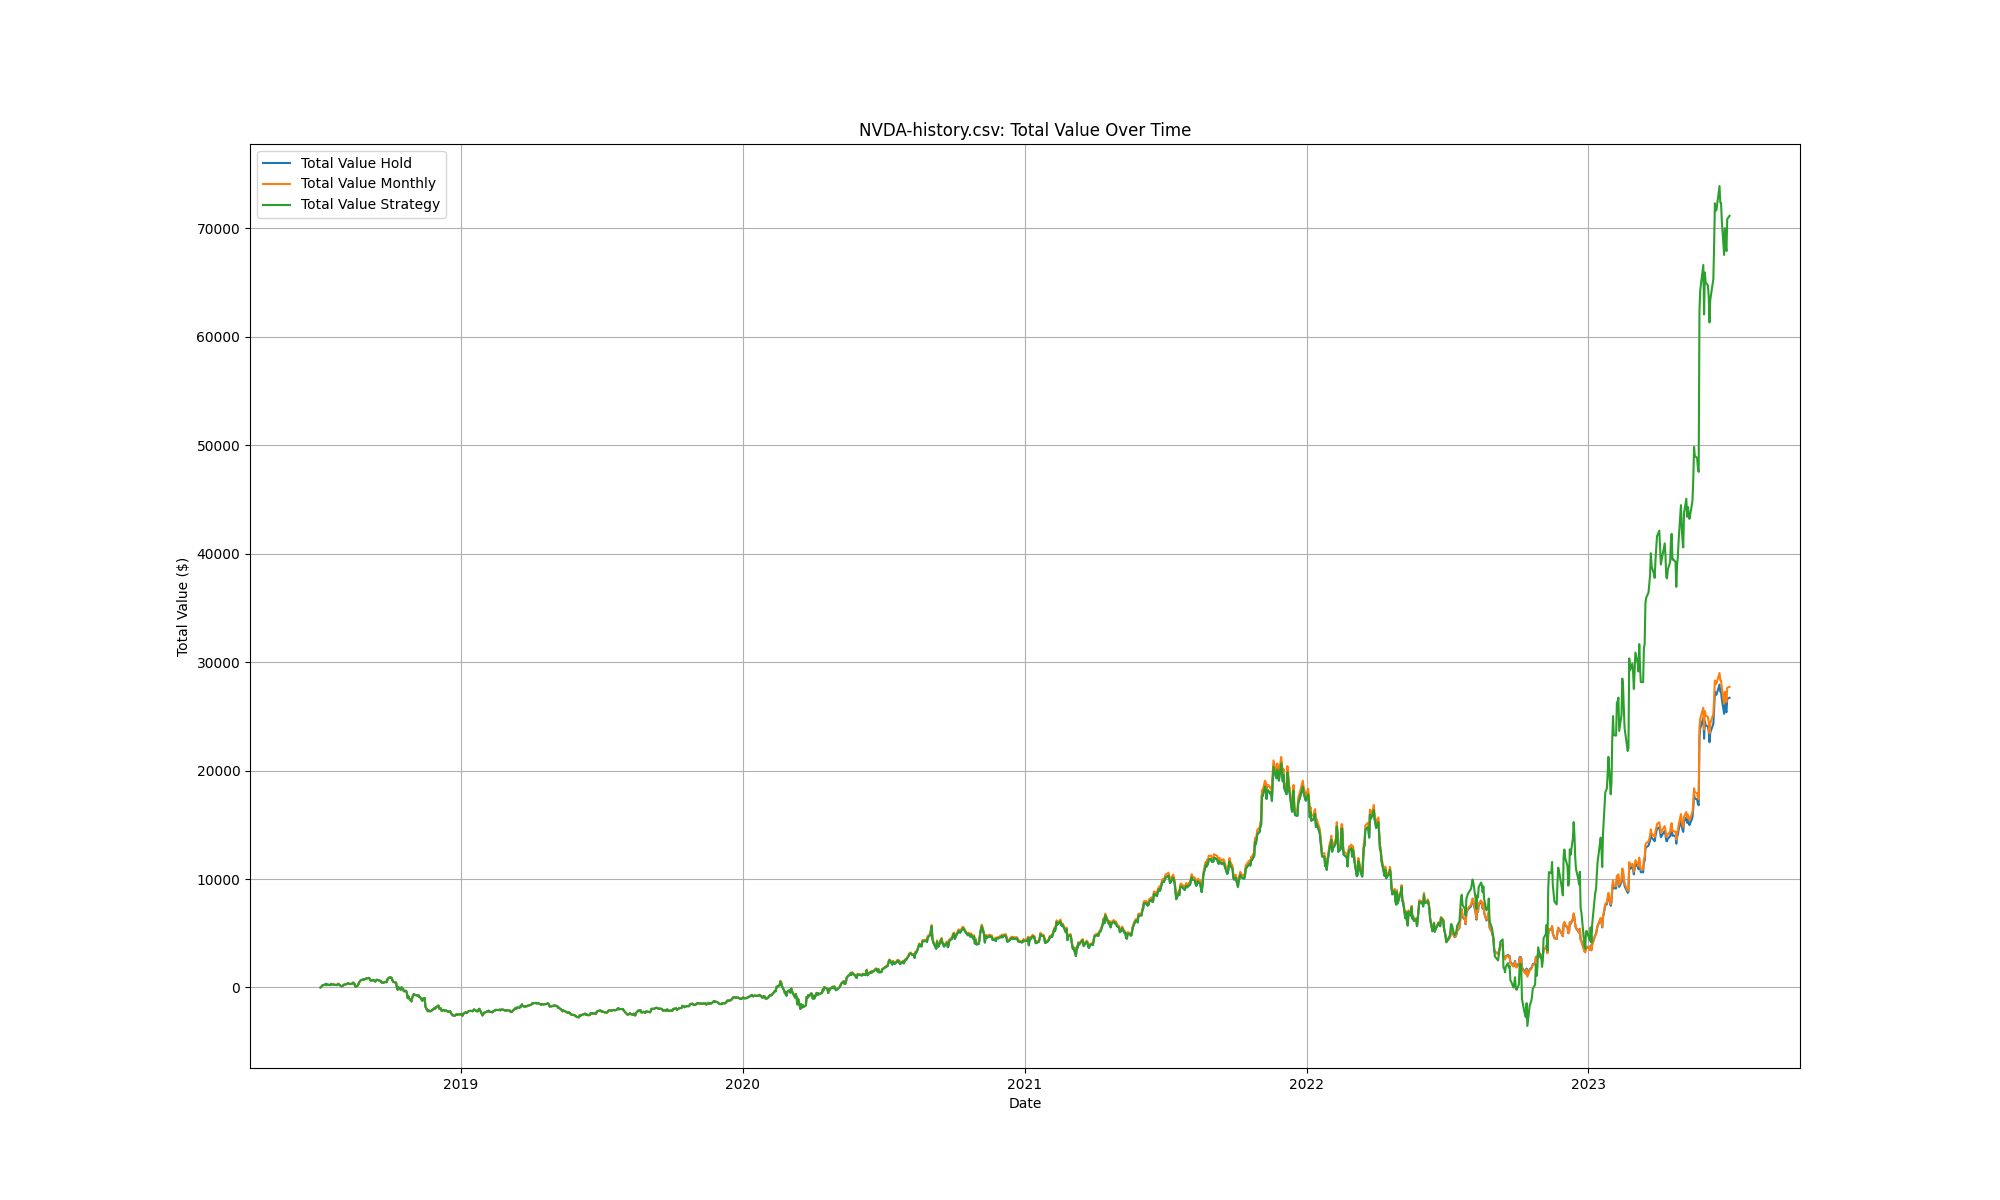 NVDA-history.csv: Total Value Over Time
Total Value Hold
Total Value Monthly
Total Value Strategy
70000
60000
50000
40000
30000
20000
10000
0
Total Value ($)
2019 2020 2021 2022 2023
Date